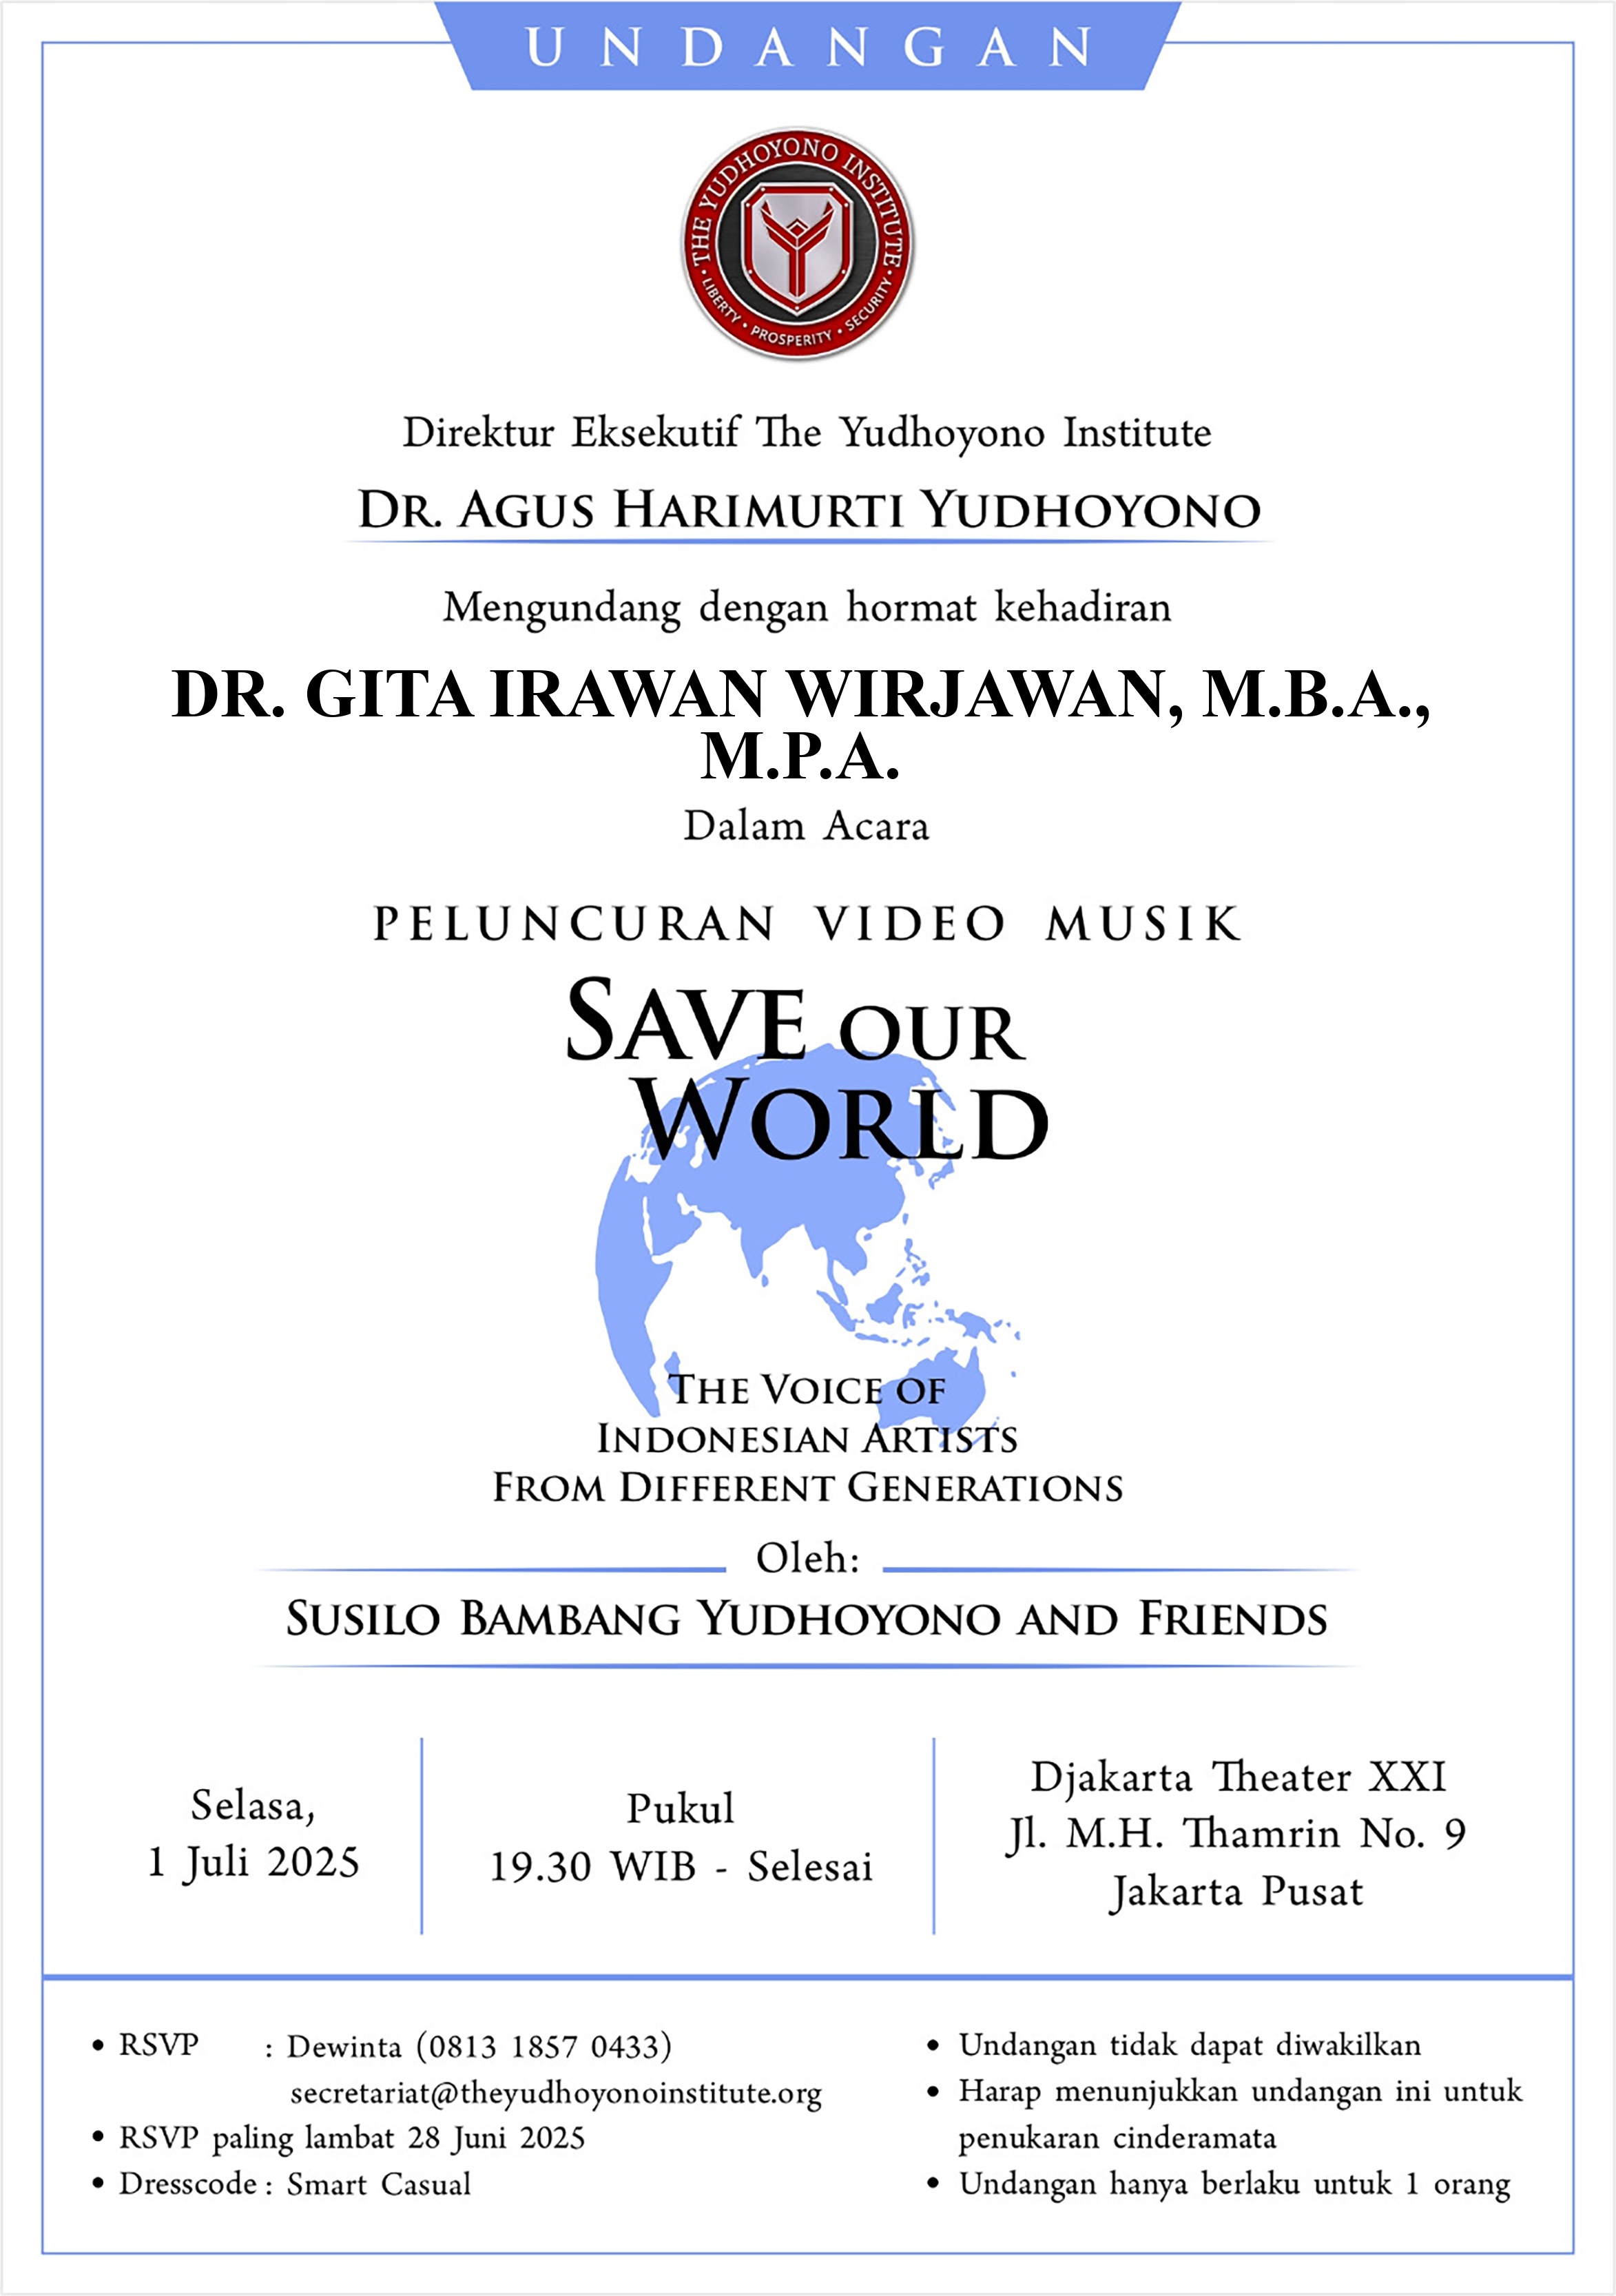 UNDANGAN
THE YUDHOYONO INSTITUTE
• LIBERTY • PROSPERITY • SECURITY •
Direktur Eksekutif The Yudhoyono Institute
DR. AGUS HARIMURTI YUDHOYONO
Mengundang dengan hormat kehadiran
DR. GITA IRAWAN WIRJAWAN, M.B.A.,
M.P.A.
Dalam Acara
PELUNCURAN VIDEO MUSIK
SAVE OUR
WORLD
THE VOICE OF
INDONESIAN ARTISTS
FROM DIFFERENT GENERATIONS
Oleh:
SUSILO BAMBANG YUDHOYONO AND FRIENDS
Selasa,
1 Juli 2025
Pukul
19.30 WIB - Selesai
Djakarta Theater XXI
Jl. M.H. Thamrin No. 9
Jakarta Pusat
• RSVP : Dewinta (0813 1857 0433)
secretariat@theyudhoyonoinstitute.org
• RSVP paling lambat 28 Juni 2025
• Dresscode : Smart Casual
• Undangan tidak dapat diwakilkan
• Harap menunjukkan undangan ini untuk
penukaran cinderamata
• Undangan hanya berlaku untuk 1 orang